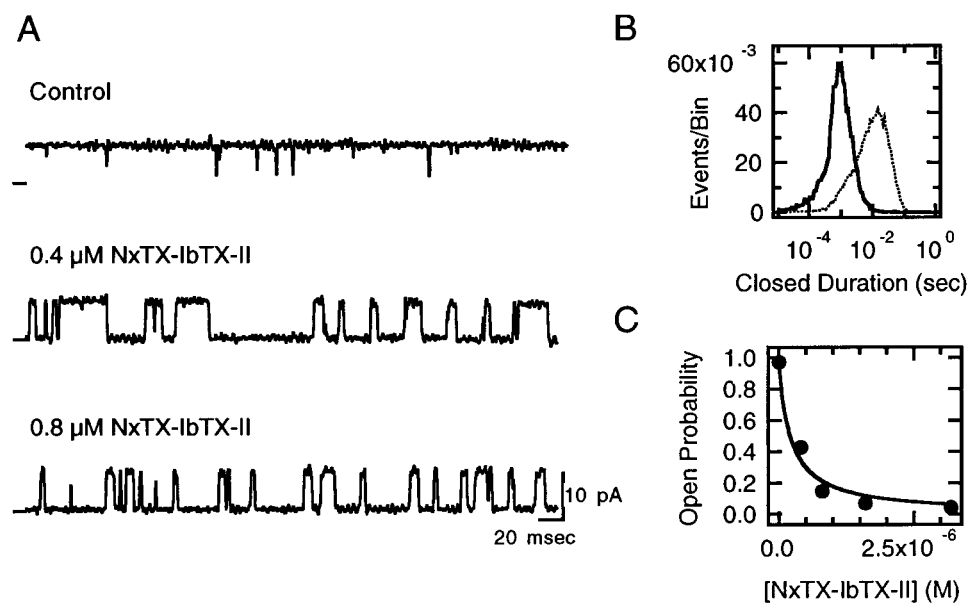 A
Control
0.4 µM NxTX-IbTX-II
0.8 µM NxTX-IbTX-II
10 pA
20 msec
B
60x10 -3
40
20
0
Events/Bin
10 -4
10 -2
10 0
Closed Duration (sec)
C
1.0
0.8
0.6
0.4
0.2
0.0
Open Probability
0.0
2.5x10 -6
[NxTX-IbTX-II] (M)